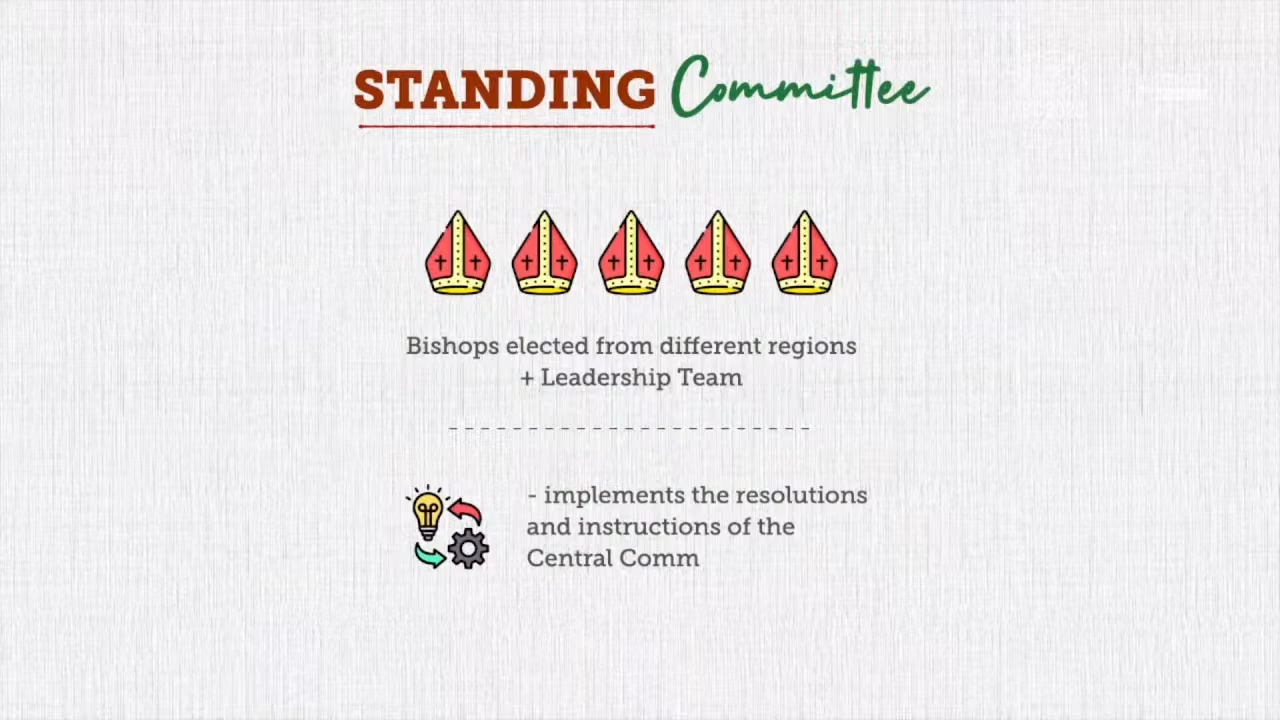 STANDING Committee
Bishops elected from different regions
+ Leadership Team
- implements the resolutions
and instructions of the
Central Comm